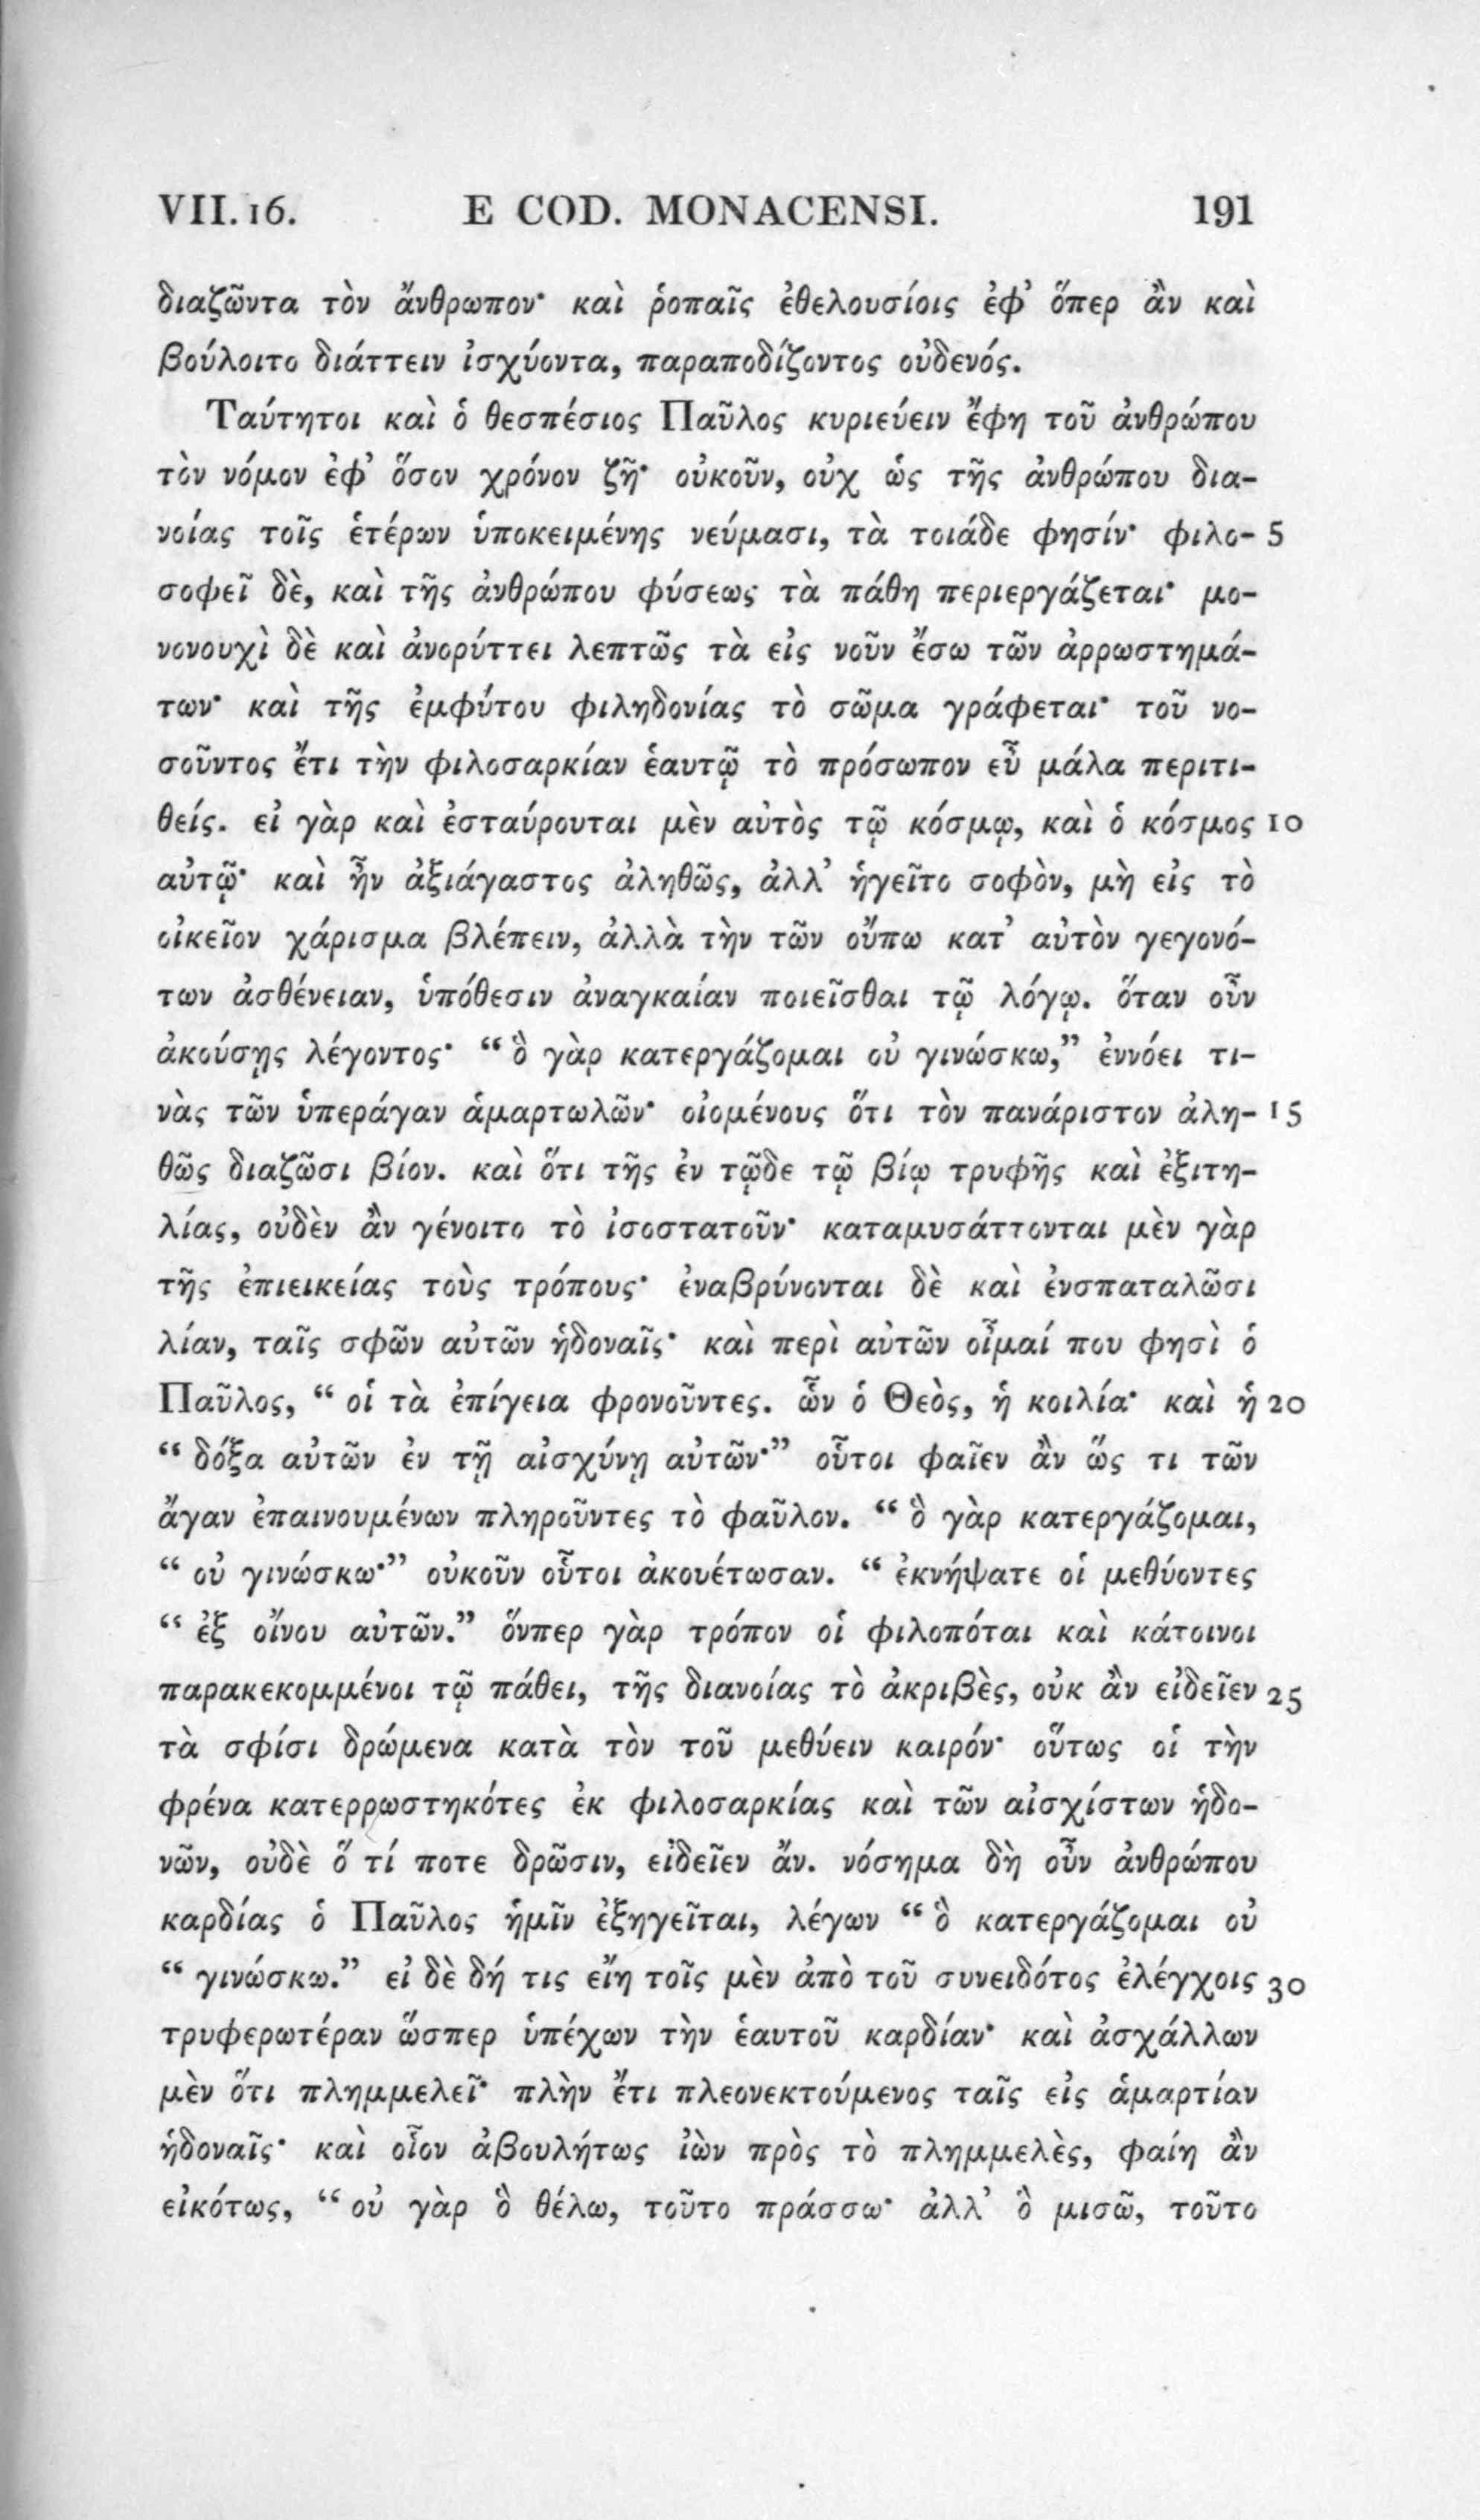 VII. 16. E COD. MONACENSI. 191
διαζῶντα τὸν ἄνθρωπον· καὶ ῥοπαῖς ἐθελουσίοις ἐφ’ ὅπερ ἂν καὶ
βούλοιτο διάττειν ἰσχύοντα, παραποδίζοντος οὐδενός.
Ταύτητοι καὶ ὁ θεσπέσιος Παῦλος κυριεύειν ἔφη τοῦ ἀνθρώπου
τὸν νόμον ἐφ’ ὅσον χρόνον ζῇ· οὐκοῦν, οὐχ ὡς τῆς ἀνθρώπου δια-
νοίας τοῖς ἑτέρων ὑποκειμένης νεύμασι, τὰ τοιάδε φησίν· φιλο- 5
σοφεῖ δὲ, καὶ τῆς ἀνθρώπου φύσεως τὰ πάθη περιεργάζεται· μο-
νονουχὶ δὲ καὶ ἀνορύττει λεπτῶς τὰ εἰς νοῦν ἔσω τῶν ἀρρωστημά-
των· καὶ τῆς ἐμφύτου φιληδονίας τὸ σῶμα γράφεται· τοῦ νο-
σοῦντος ἔτι τὴν φιλοσαρκίαν ἑαυτῷ τὸ πρόσωπον εὖ μάλα περιτι-
θείς. εἰ γὰρ καὶ ἐσταύρουται μὲν αὐτὸς τῷ κόσμῳ, καὶ ὁ κόσμος 10
αὐτῷ· καὶ ἦν ἀξιάγαστος ἀληθῶς, ἀλλ’ ἡγεῖτο σοφὸν, μὴ εἰς τὸ
οἰκεῖον χάρισμα βλέπειν, ἀλλὰ τὴν τῶν οὔπω κατ’ αὐτὸν γεγονό-
των ἀσθένειαν, ὑπόθεσιν ἀναγκαίαν ποιεῖσθαι τῷ λόγῳ. ὅταν οὖν
ἀκούσῃς λέγοντος· “ ὃ γὰρ κατεργάζομαι οὐ γινώσκω,” ἐννόει τι-
νὰς τῶν ὑπεράγαν ἁμαρτωλῶν· οἰομένους ὅτι τὸν πανάριστον ἀλη- 15
θῶς διαζῶσι βίον. καὶ ὅτι τῆς ἐν τῷδε τῷ βίῳ τρυφῆς καὶ ἐξιτη-
λίας, οὐδὲν ἂν γένοιτο τὸ ἰσοστατοῦν· καταμυσάττονται μὲν γὰρ
τῆς ἐπιεικείας τοὺς τρόπους· ἐναβρύνονται δὲ καὶ ἐνσπαταλῶσι
λίαν, ταῖς σφῶν αὐτῶν ἡδοναῖς· καὶ περὶ αὐτῶν οἶμαί που φησὶ ὁ
Παῦλος, “ οἱ τὰ ἐπίγεια φρονοῦντες. ὧν ὁ Θεὸς, ἡ κοιλία· καὶ ἡ 20
“ δόξα αὐτῶν ἐν τῇ αἰσχύνῃ αὐτῶν·” οὗτοι φαῖεν ἂν ὥς τι τῶν
ἄγαν ἐπαινουμένων πληροῦντες τὸ φαῦλον. “ ὃ γὰρ κατεργάζομαι,
“ οὐ γινώσκω·” οὐκοῦν οὗτοι ἀκουέτωσαν. “ ἐκνήψατε οἱ μεθύοντες
“ ἐξ οἴνου αὐτῶν.” ὅνπερ γὰρ τρόπον οἱ φιλοπόται καὶ κάτοινοι
παρακεκομμένοι τῷ πάθει, τῆς διανοίας τὸ ἀκριβὲς, οὐκ ἂν εἰδεῖεν 25
τὰ σφίσι δρώμενα κατὰ τὸν τοῦ μεθύειν καιρόν· οὕτως οἱ τὴν
φρένα κατερρωστηκότες ἐκ φιλοσαρκίας καὶ τῶν αἰσχίστων ἡδο-
νῶν, οὐδὲ ὅ τί ποτε δρῶσιν, εἰδεῖεν ἄν. νόσημα δὴ οὖν ἀνθρώπου
καρδίας ὁ Παῦλος ἡμῖν ἐξηγεῖται, λέγων “ ὃ κατεργάζομαι οὐ
“ γινώσκω.” εἰ δὲ δή τις εἴη τοῖς μὲν ἀπὸ τοῦ συνειδότος ἐλέγχοις 30
τρυφερωτέραν ὥσπερ ὑπέχων τὴν ἑαυτοῦ καρδίαν· καὶ ἀσχάλλων
μὲν ὅτι πλημμελεῖ· πλὴν ἔτι πλεονεκτούμενος ταῖς εἰς ἁμαρτίαν
ἡδοναῖς· καὶ οἷον ἀβουλήτως ἰὼν πρὸς τὸ πλημμελὲς, φαίη ἂν
εἰκότως, “ οὐ γὰρ ὃ θέλω, τοῦτο πράσσω· ἀλλ’ ὃ μισῶ, τοῦτο